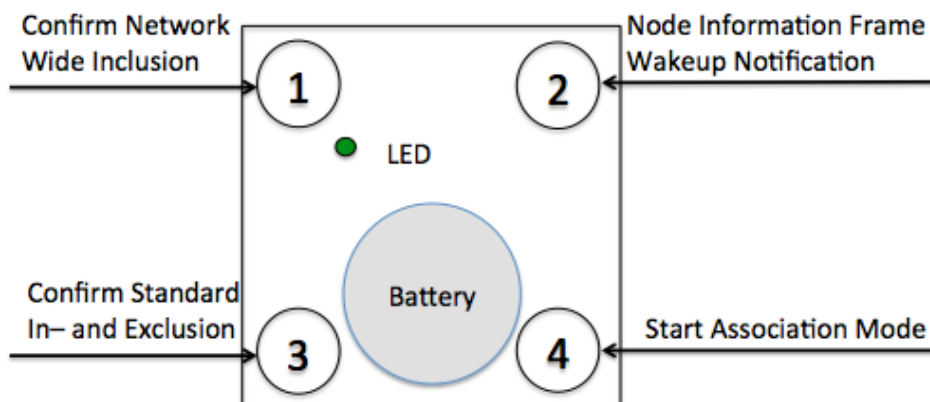 Confirm Network
Wide Inclusion
1
Node Information Frame
Wakeup Notification
2
LED
Battery
Confirm Standard
In– and Exclusion
3
Start Association Mode
4